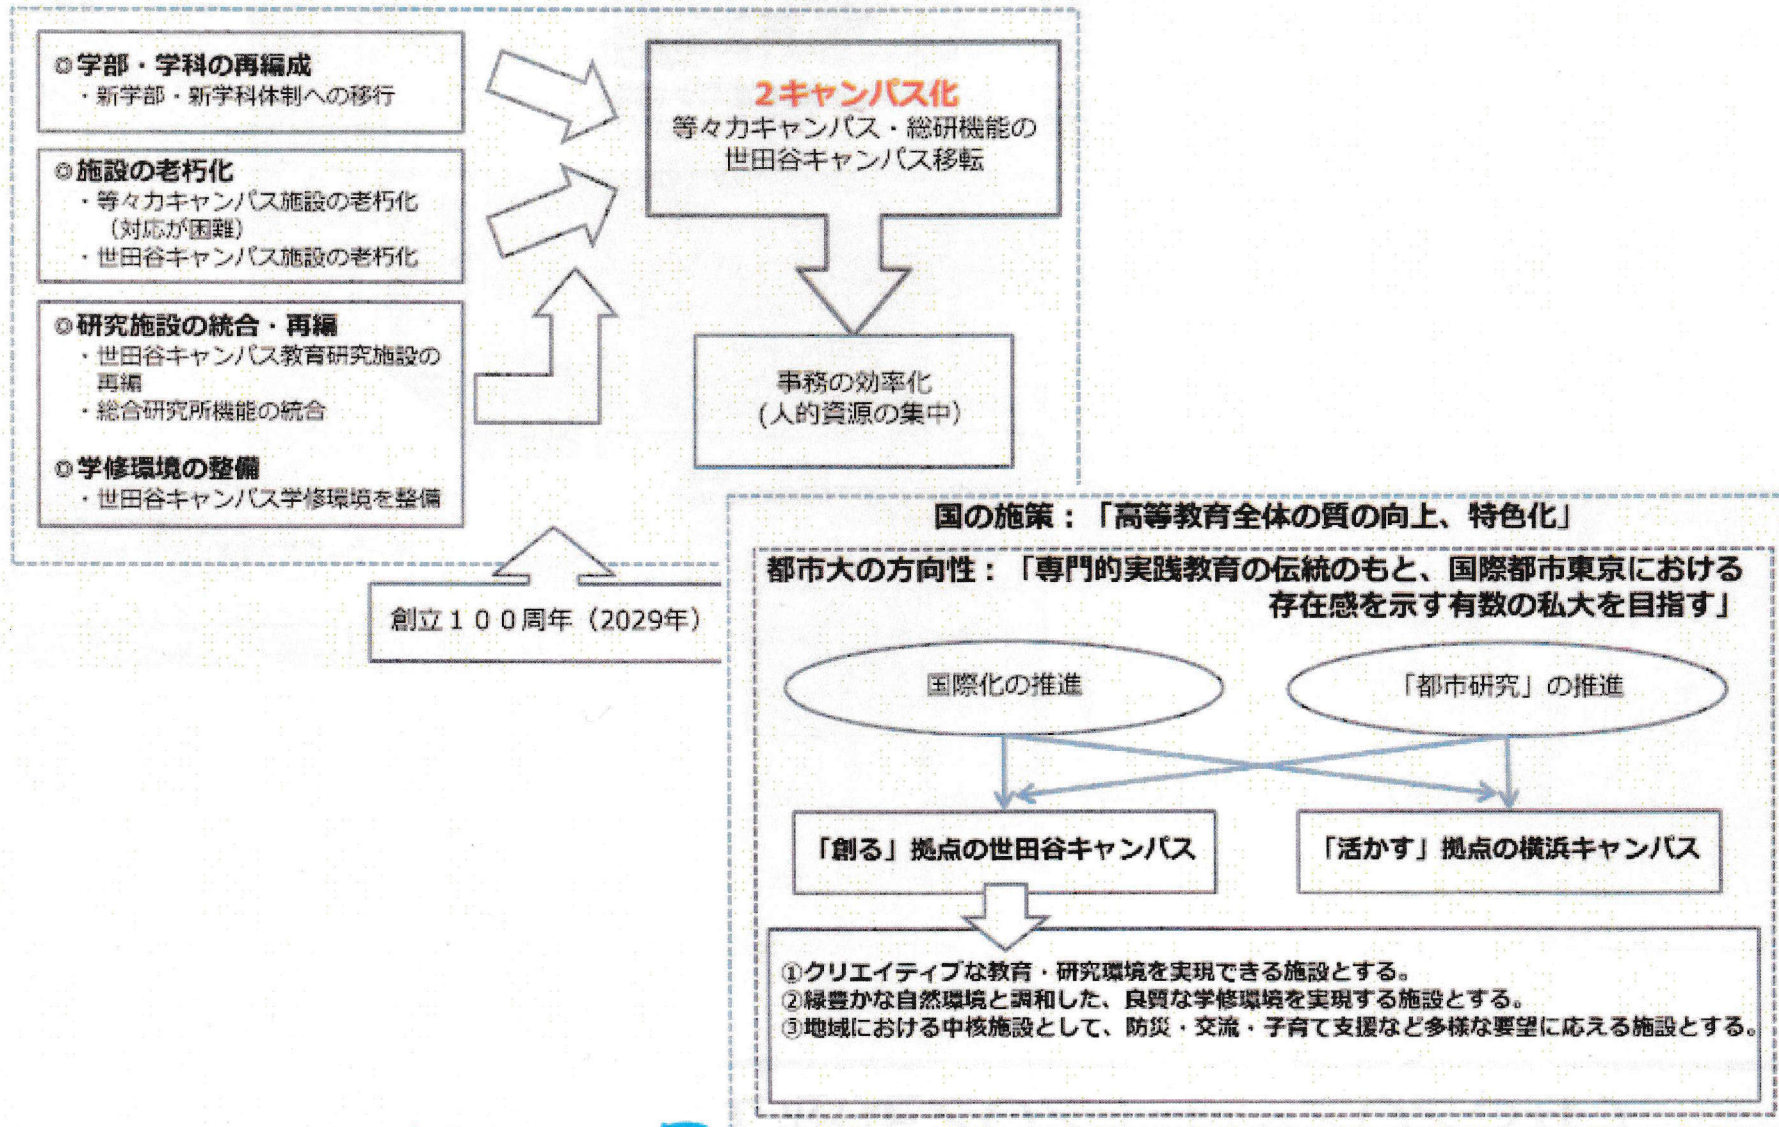 ◎学部・学科の再編成
・新学部・新学科体制への移行
◎施設の老朽化
・等々力キャンパス施設の老朽化
(対応が困難)
・世田谷キャンパス施設の老朽化
◎研究施設の統合・再編
・世田谷キャンパス教育研究施設の
再編
・総合研究所機能の統合
◎学修環境の整備
・世田谷キャンパス学修環境を整備
2キャンパス化
等々力キャンパス・総研機能の
世田谷キャンパス移転
事務の効率化
(人的資源の集中)
創立100周年(2029年)
国の施策:「高等教育全体の質の向上、特色化」
都市大の方向性:「専門的実践教育の伝統のもと、国際都市東京における
存在感を示す有数の私大を目指す」
国際化の推進
「都市研究」の推進
「創る」拠点の世田谷キャンパス
「活かす」拠点の横浜キャンパス
①クリエイティブな教育・研究環境を実現できる施設とする。
②緑豊かな自然環境と調和した、良質な学修環境を実現する施設とする。
③地域における中核施設として、防災・交流・子育て支援など多様な要望に応える施設とする。